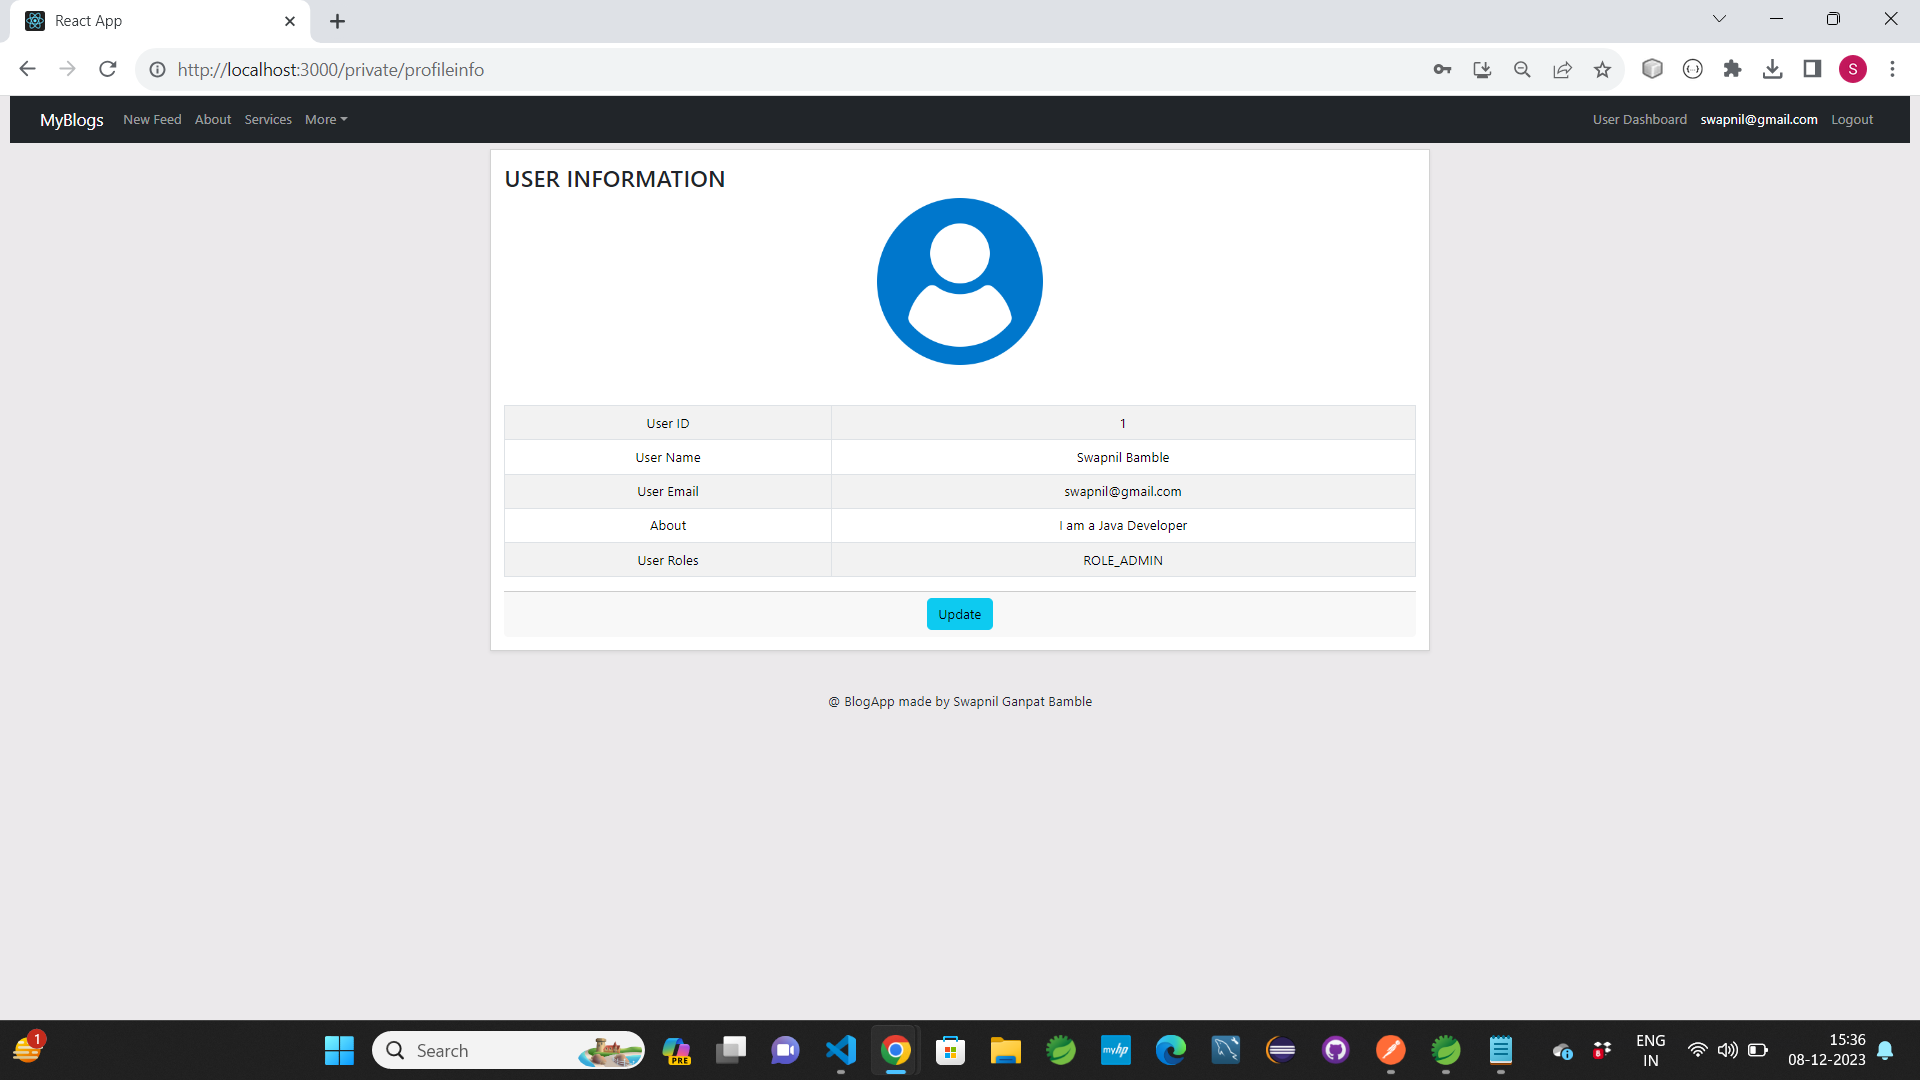 React App
http://localhost:3000/private/profileinfo
S
MyBlogs New Feed About Services More User Dashboard swapnil@gmail.com Logout
USER INFORMATION
User ID 1
User Name Swapnil Bamble
User Email swapnil@gmail.com
About I am a Java Developer
User Roles ROLE_ADMIN
Update
@ BlogApp made by Swapnil Ganpat Bamble
1
Search
PRE
myhp
8
ENG
IN
15:36
08-12-2023